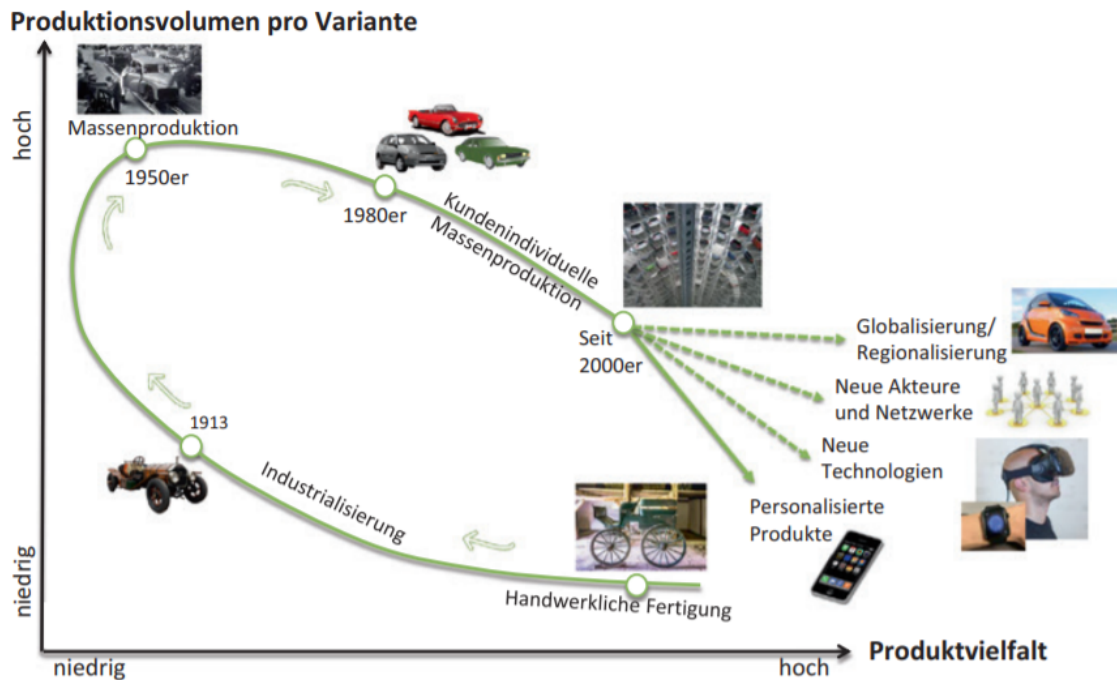 Produktionsvolumen pro Variante
hoch
Massenproduktion
1950er
1980er
Kundenindividuelle
Massenproduktion
Seit
2000er
Globalisierung/
Regionalisierung
Neue Akteure
und Netzwerke
Neue
Technologien
Personalisierte
Produkte
1913
Industrialisierung
Handwerkliche Fertigung
niedrig
niedrig
hoch
Produktvielfalt